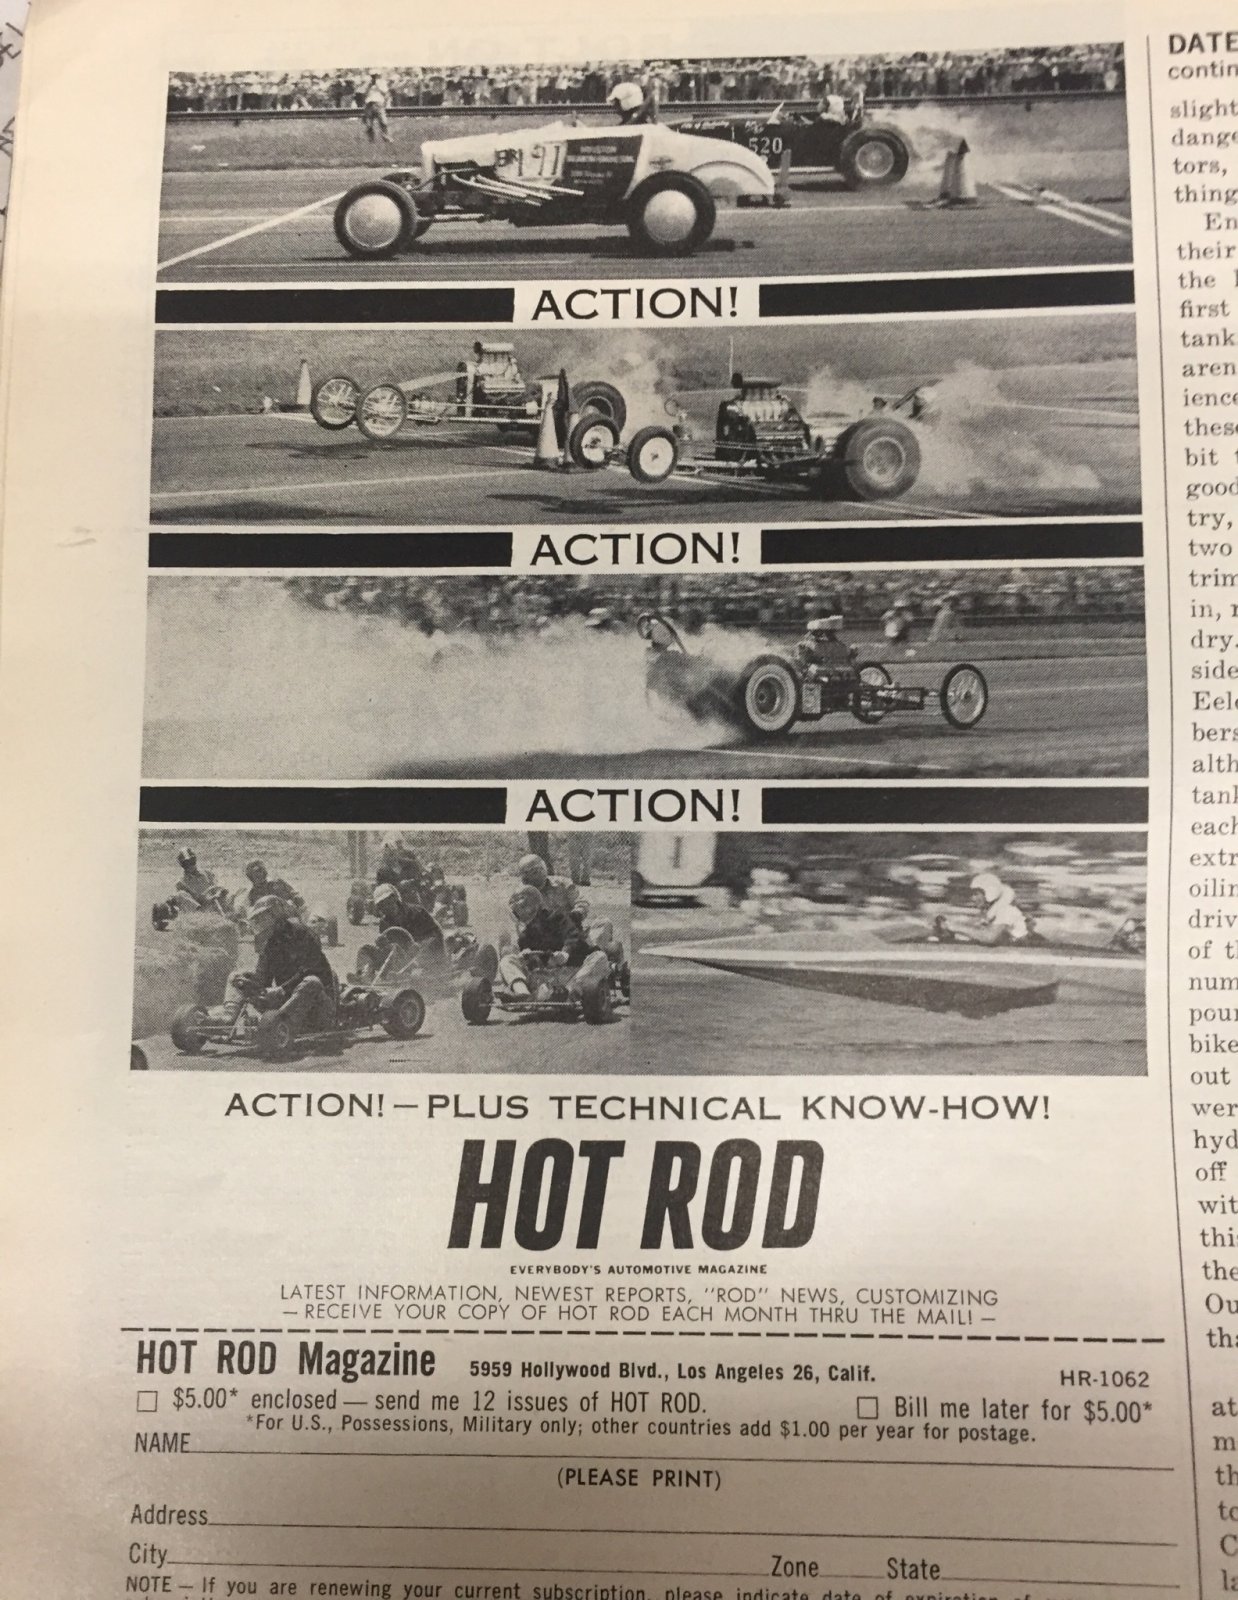 B/R 191
HOUSTON
520
ACTION!
ACTION!
ACTION!
1
ACTION!—PLUS TECHNICAL KNOW-HOW!
HOT ROD
EVERYBODY'S AUTOMOTIVE MAGAZINE
LATEST INFORMATION, NEWEST REPORTS, "ROD" NEWS, CUSTOMIZING
— RECEIVE YOUR COPY OF HOT ROD EACH MONTH THRU THE MAIL! —
HOT ROD Magazine 5959 Hollywood Blvd., Los Angeles 26, Calif. HR-1062
$5.00* enclosed — send me 12 issues of HOT ROD. Bill me later for $5.00*
*For U.S., Possessions, Military only; other countries add $1.00 per year for postage.
NAME
(PLEASE PRINT)
Address
City Zone State
NOTE — If you are renewing your current subscription, please indicate date of expiration of
DATE
contin
slight
dange
tors,
thing
En
their
the
first
tank
aren
ience
these
bit
good
try,
two
trim
in,
dry.
side
Eel
bers
alth
tank
each
extr
oilin
driv
of t
num
pour
bike
out
wer
hyd
off
wit
this
the
Ou
tha
at
m
th
to
C
la